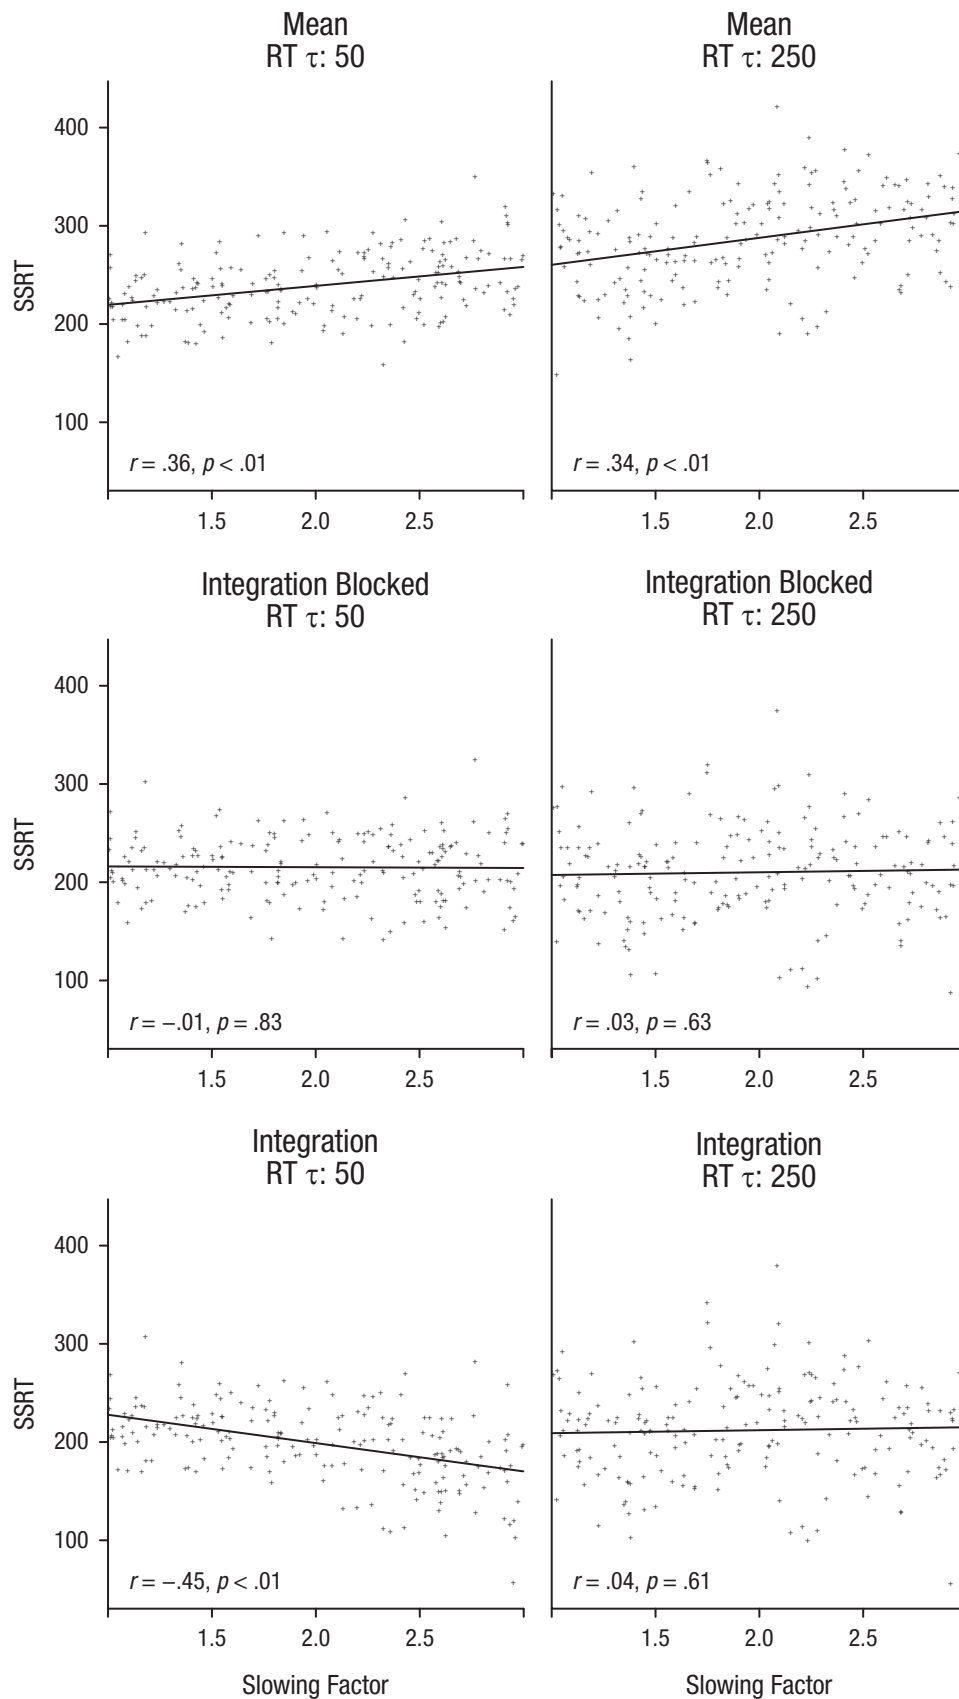 Mean
RT τ: 50
Mean
RT τ: 250
SSRT
400
300
200
100
r = .36, p < .01
r = .34, p < .01
1.5 2.0 2.5
1.5 2.0 2.5
Integration Blocked
RT τ: 50
Integration Blocked
RT τ: 250
SSRT
400
300
200
100
r = –.01, p = .83
r = .03, p = .63
1.5 2.0 2.5
1.5 2.0 2.5
Integration
RT τ: 50
Integration
RT τ: 250
SSRT
400
300
200
100
r = –.45, p < .01
r = .04, p = .61
1.5 2.0 2.5
1.5 2.0 2.5
Slowing Factor
Slowing Factor